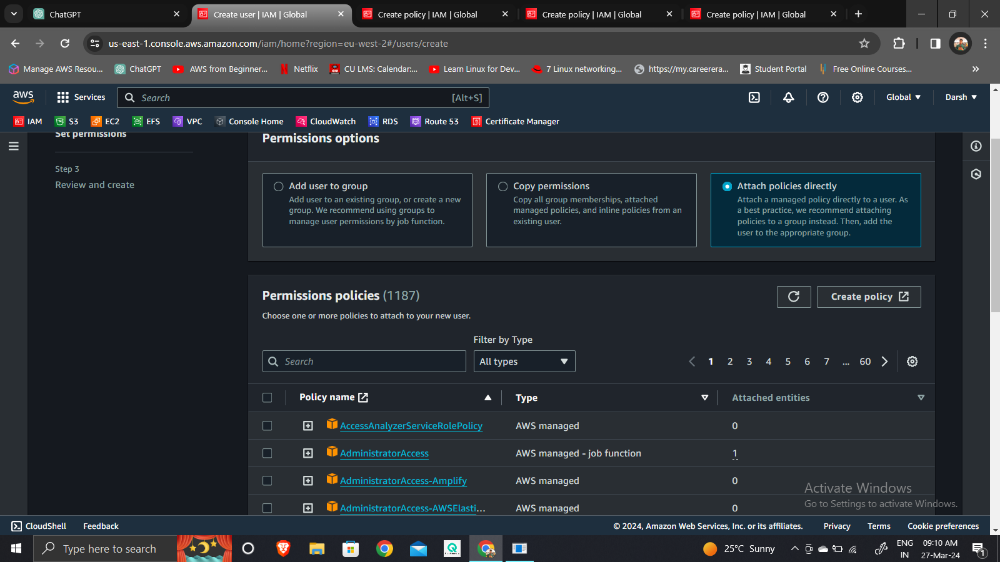 ChatGPT
Create user | IAM | Global
Create policy | IAM | Global
Create policy | IAM | Global
Create policy | IAM | Global
us-east-1.console.aws.amazon.com/iam/home?region=eu-west-2#/users/create
Manage AWS Resou...
ChatGPT
AWS from Beginner...
Netflix
CU LMS: Calendar:...
Learn Linux for Dev...
7 Linux networking...
https://my.careerera...
Student Portal
Free Online Courses...
aws
Services
Search
[Alt+S]
Global
Darsh
IAM
S3
EC2
EFS
VPC
Console Home
CloudWatch
RDS
Route 53
Certificate Manager
Set permissions
Step 3
Review and create
Permissions options
Add user to group
Add user to an existing group, or create a new
group. We recommend using groups to
manage user permissions by job function.
Copy permissions
Copy all group memberships, attached
managed policies, and inline policies from an
existing user.
Attach policies directly
Attach a managed policy directly to a user. As
a best practice, we recommend attaching
policies to a group instead. Then, add the
user to the appropriate group.
Permissions policies (1187)
Create policy
Choose one or more policies to attach to your new user.
Filter by Type
Search
All types
1 2 3 4 5 6 7 ... 60
Policy name
Type
Attached entities
AccessAnalyzerServiceRolePolicy
AWS managed
0
AdministratorAccess
AWS managed - job function
1
AdministratorAccess-Amplify
AWS managed
0
AdministratorAccess-AWSElasti...
AWS managed
0
Activate Windows
Go to Settings to activate Windows.
CloudShell
Feedback
© 2024, Amazon Web Services, Inc. or its affiliates.
Privacy
Terms
Cookie preferences
Type here to search
25°C Sunny
ENG
IN
09:10 AM
27-Mar-24
1